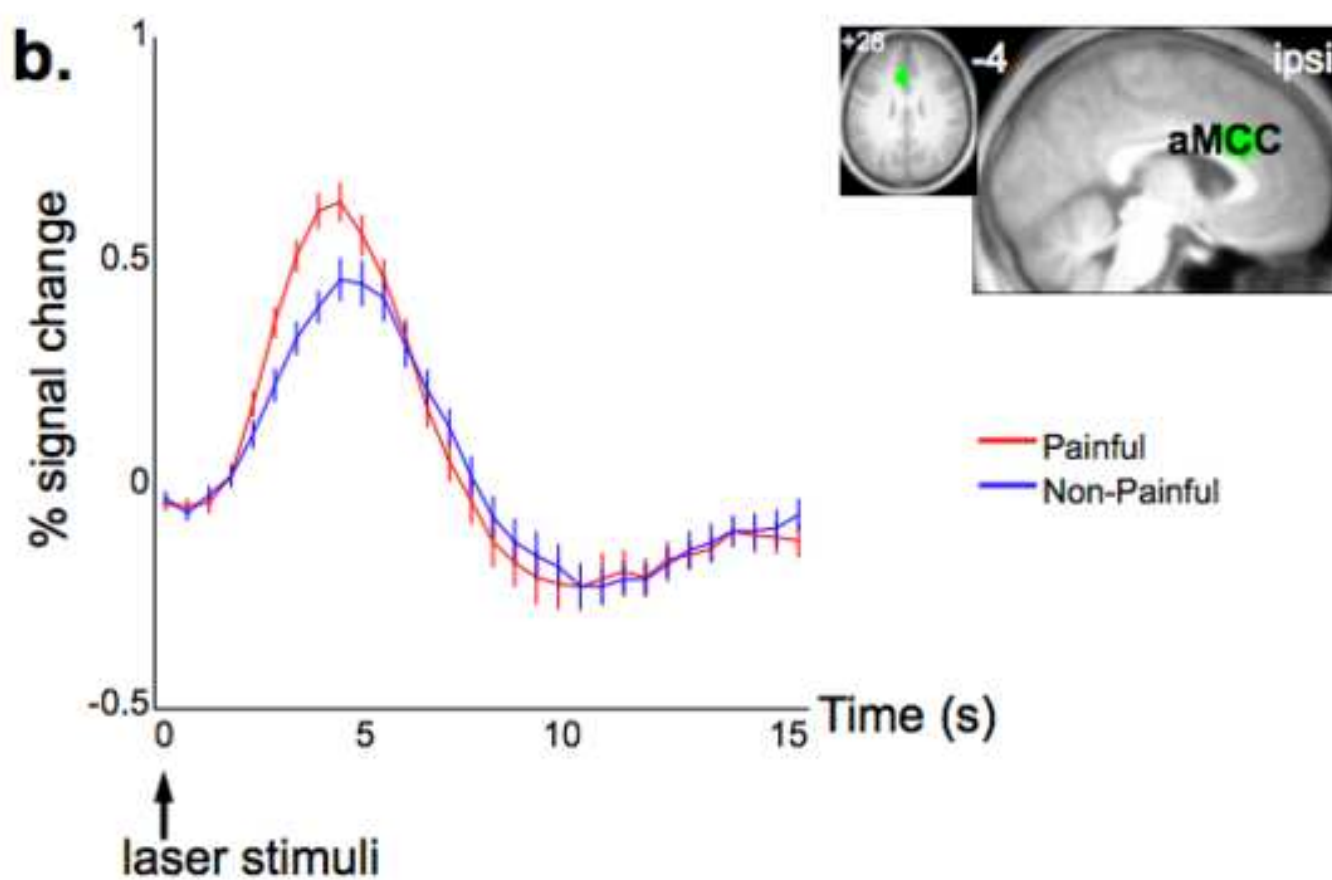 b.
1
0.5
0
-0.5
% signal change
0 5 10 15
Time (s)
laser stimuli
+28
-4
ipsi
aMCC
Painful
Non-Painful